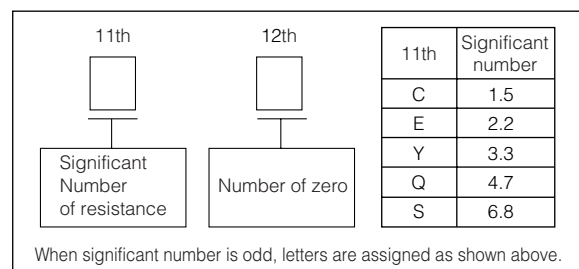 11th
12th
Significant
Number
of resistance
Number of zero
11th Significant number
C 1.5
E 2.2
Y 3.3
Q 4.7
S 6.8
When significant number is odd, letters are assigned as shown above.